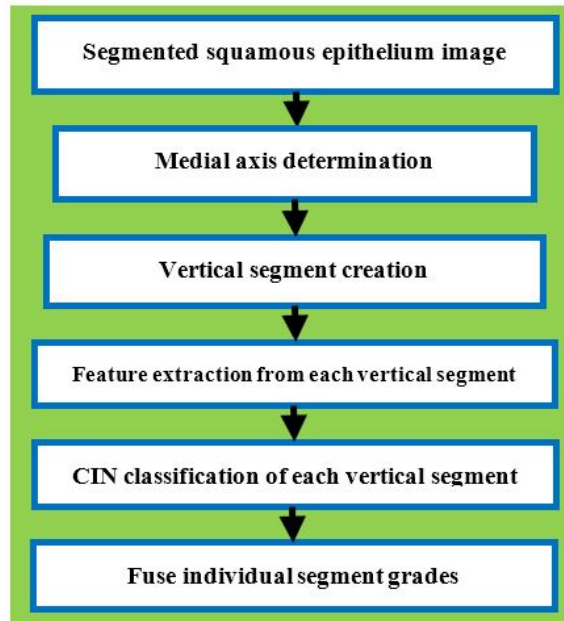 Segmented squamous epithelium image
Medial axis determination
Vertical segment creation
Feature extraction from each vertical segment
CIN classification of each vertical segment
Fuse individual segment grades